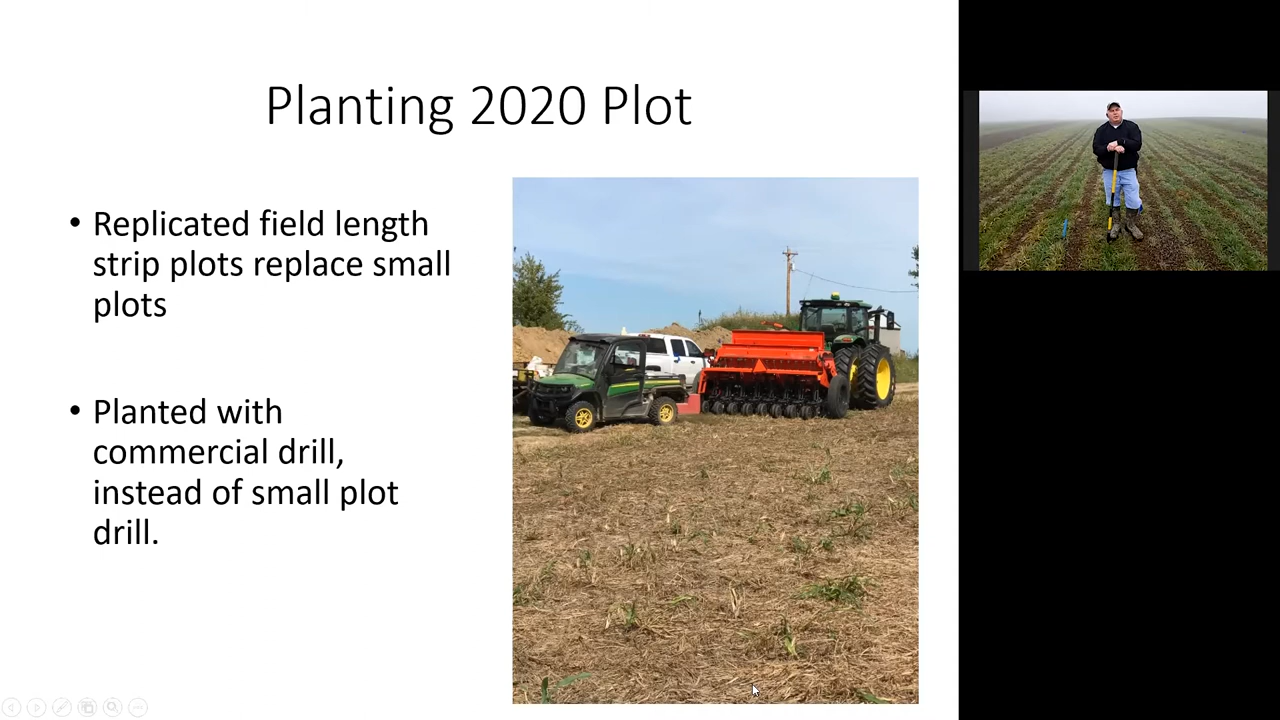 Planting 2020 Plot
• Replicated field length
strip plots replace small
plots
• Planted with
commercial drill,
instead of small plot
drill.